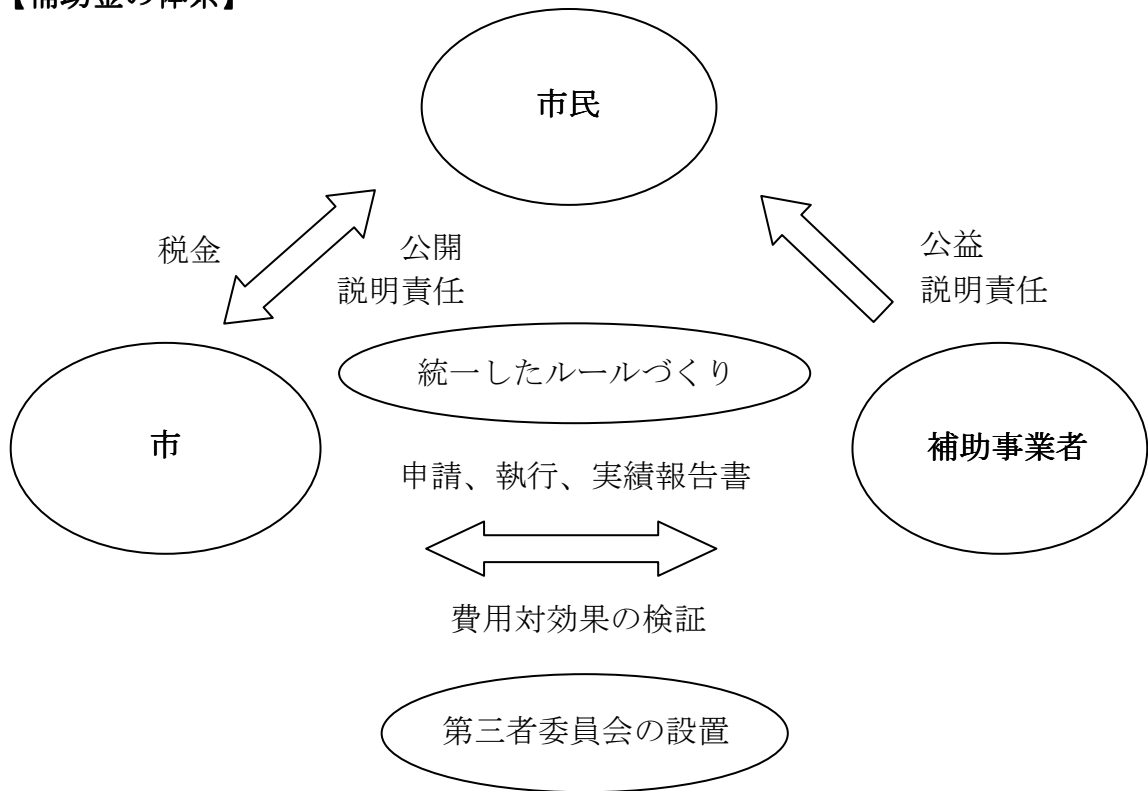 【補助金の体系】
市民
税金
公開
説明責任
公益
説明責任
統一したルールづくり
市
補助事業者
申請、執行、実績報告書
費用対効果の検証
第三者委員会の設置